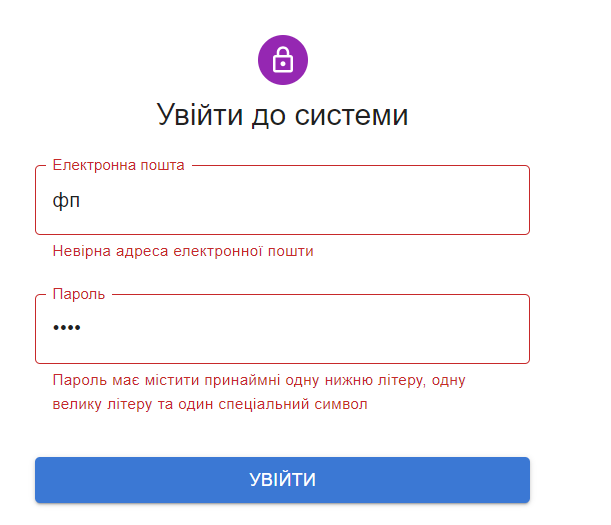 Увійти до системи
Електронна пошта
фп
Невірна адреса електронної пошти
Пароль
••••
Пароль має містити принаймні одну нижню літеру, одну
велику літеру та один спеціальний символ
УВІЙТИ